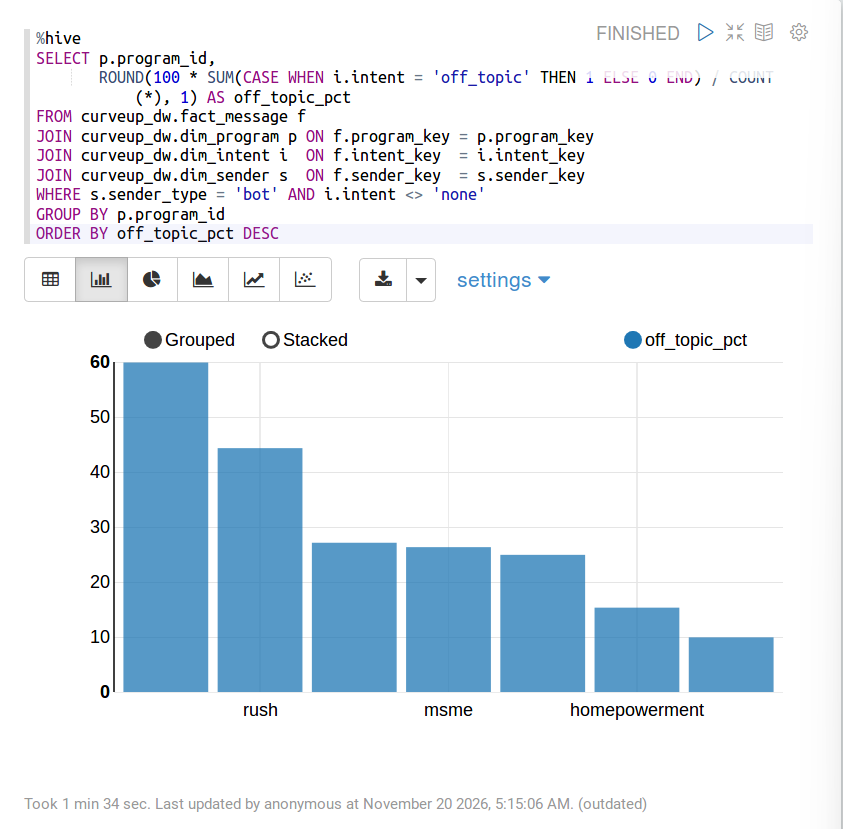 FINISHED
%hive
SELECT p.program_id,
ROUND(100 * SUM(CASE WHEN i.intent = 'off_topic' THEN 1 ELSE 0 END) / COUNT
(*), 1) AS off_topic_pct
FROM curveup_dw.fact_message f
JOIN curveup_dw.dim_program p ON f.program_key = p.program_key
JOIN curveup_dw.dim_intent i  ON f.intent_key  = i.intent_key
JOIN curveup_dw.dim_sender s  ON f.sender_key  = s.sender_key
WHERE s.sender_type = 'bot' AND i.intent <> 'none'
GROUP BY p.program_id
ORDER BY off_topic_pct DESC
settings
Grouped Stacked off_topic_pct
60
50
40
30
20
10
0
rush msme homepowerment
Took 1 min 34 sec. Last updated by anonymous at November 20 2026, 5:15:06 AM. (outdated)